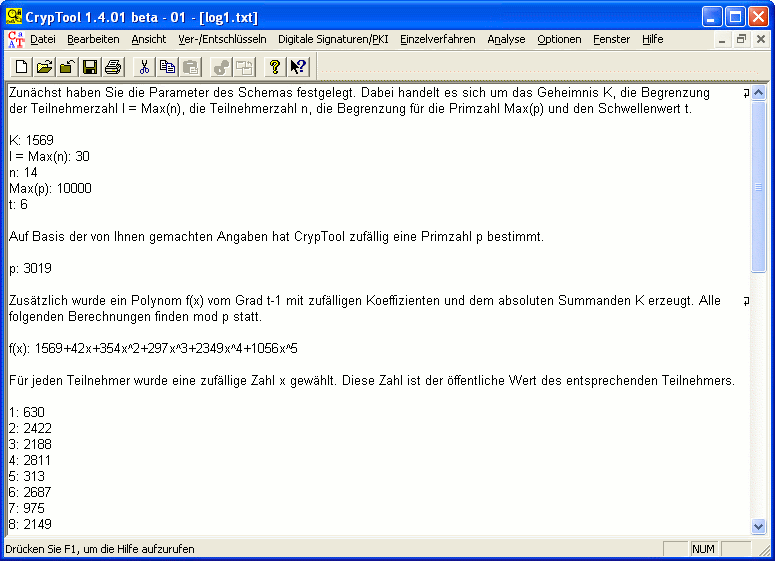 CrypTool 1.4.01 beta - 01 - [log1.txt]
Datei Bearbeiten Ansicht Ver-/Entschlüsseln Digitale Signaturen/PKI Einzelverfahren Analyse Optionen Fenster Hilfe
Zunächst haben Sie die Parameter des Schemas festgelegt. Dabei handelt es sich um das Geheimnis K, die Begrenzung
der Teilnehmerzahl l = Max(n), die Teilnehmerzahl n, die Begrenzung für die Primzahl Max(p) und den Schwellenwert t.
K: 1569
l = Max(n): 30
n: 14
Max(p): 10000
t: 6
Auf Basis der von Ihnen gemachten Angaben hat CrypTool zufällig eine Primzahl p bestimmt.
p: 3019
Zusätzlich wurde ein Polynom f(x) vom Grad t-1 mit zufälligen Koeffizienten und dem absoluten Summanden K erzeugt. Alle
folgenden Berechnungen finden mod p statt.
f(x): 1569+42x+354x^2+297x^3+2349x^4+1056x^5
Für jeden Teilnehmer wurde eine zufällige Zahl x gewählt. Diese Zahl ist der öffentliche Wert des entsprechenden Teilnehmers.
1: 630
2: 2422
3: 2188
4: 2811
5: 313
6: 2687
7: 975
8: 2149
Drücken Sie F1, um die Hilfe aufzurufen
NUM